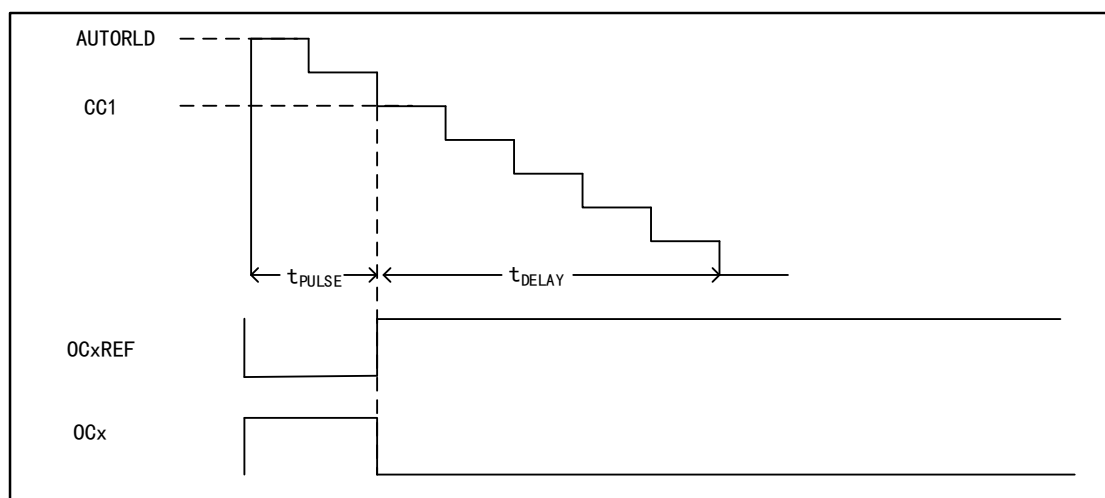 AUTORLD
CC1
tPULSE
tDELAY
OCxREF
OCx